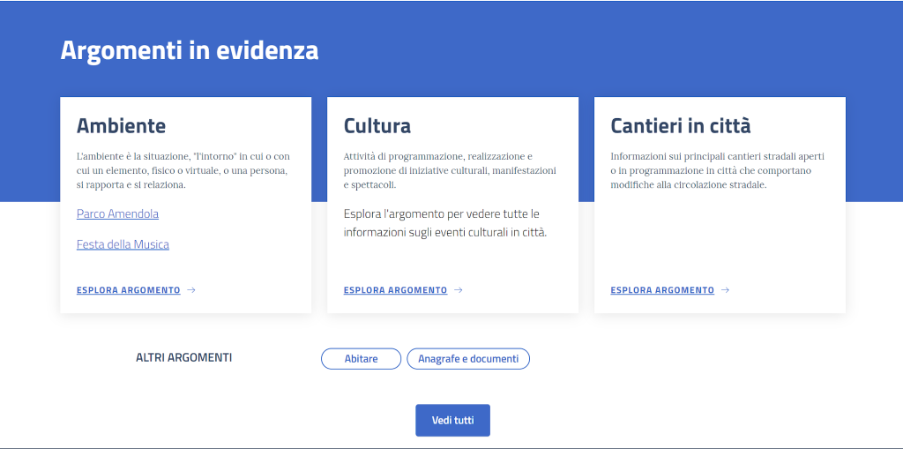 Argomenti in evidenza
Ambiente
L'ambiente è la situazione, "l'intorno" in cui o con
cui un elemento, fisico o virtuale, o una persona,
si rapporta e si relaziona.
Parco Amendola
Festa della Musica
ESPLORA ARGOMENTO →
Cultura
Attività di programmazione, realizzazione e
promozione di iniziative culturali, manifestazioni
e spettacoli.
Esplora l'argomento per vedere tutte le
informazioni sugli eventi culturali in città.
ESPLORA ARGOMENTO →
Cantieri in città
Informazioni sui principali cantieri stradali aperti
o in programmazione in città che comportano
modifiche alla circolazione stradale.
ESPLORA ARGOMENTO →
ALTRI ARGOMENTI
Abitare
Anagrafe e documenti
Vedi tutti